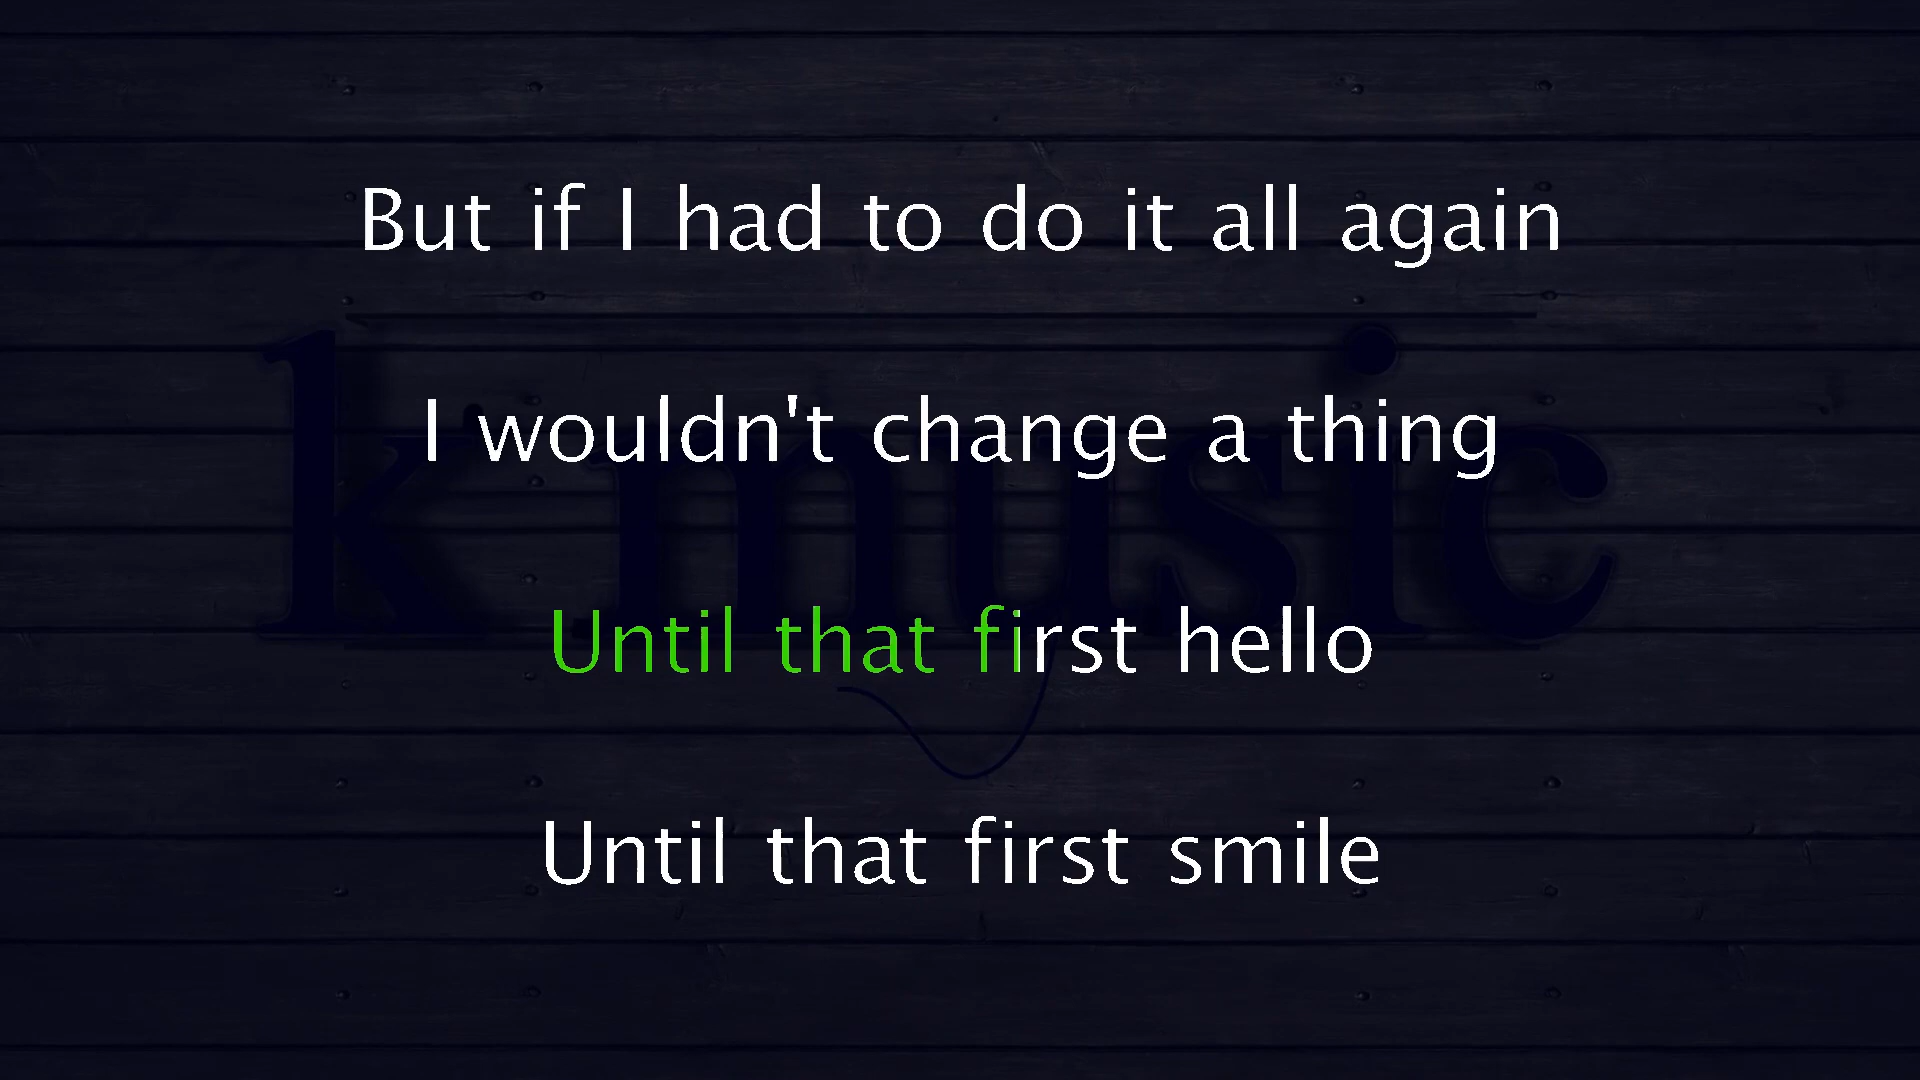 But if I had to do it all again
I wouldn't change a thing
k music
Until that first hello
Until that first smile